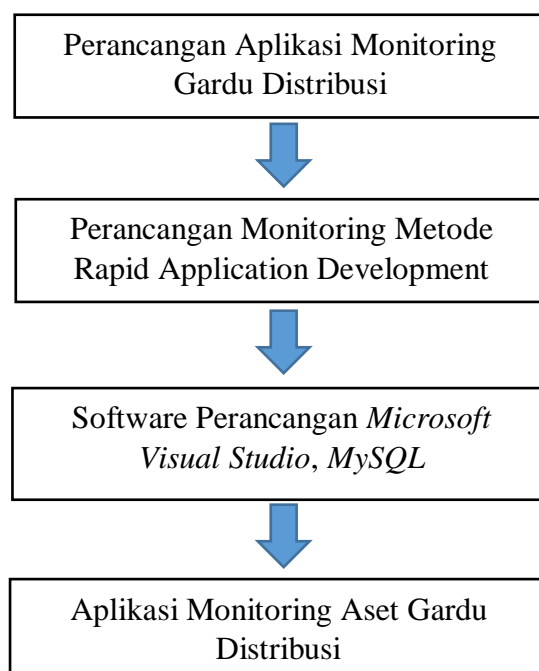 Perancangan Aplikasi Monitoring
Gardu Distribusi
Perancangan Monitoring Metode
Rapid Application Development
Software Perancangan Microsoft
Visual Studio, MySQL
Aplikasi Monitoring Aset Gardu
Distribusi